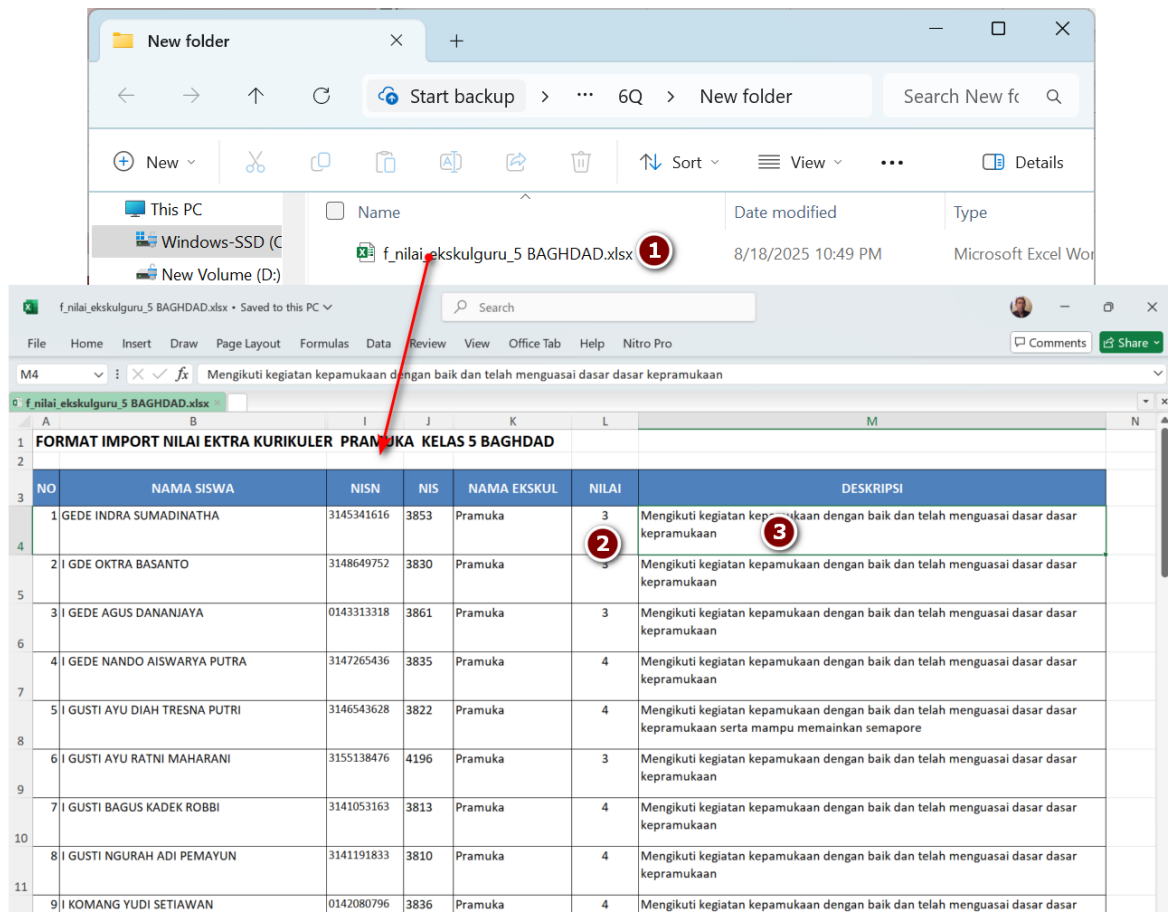 New folder
Start backup > ... 6Q > New folder
Search New fc
New
Sort
View
...
Details
This PC
Windows-SSD (C
New Volume (D:)
Name
Date modified
Type
f_nilai_ekskulguru_5 BAGHDAD.xlsx
1
8/18/2025 10:49 PM
Microsoft Excel Wor
f_nilai_ekskulguru_5 BAGHDAD.xlsx • Saved to this PC
Search
File Home Insert Draw Page Layout Formulas Data Review View Office Tab Help Nitro Pro
Comments
Share
M4
fx
Mengikuti kegiatan kepamukaan dengan baik dan telah menguasai dasar dasar kepramukaan
f_nilai_ekskulguru_5 BAGHDAD.xlsx
A B I J K L M N
1 FORMAT IMPORT NILAI EKTRA KURIKULER PRAMUKA KELAS 5 BAGHDAD
2
3 NO NAMA SISWA NISN NIS NAMA EKSKUL NILAI DESKRIPSI
1 GEDE INDRA SUMADINATHA 3145341616 3853 Pramuka 3 Mengikuti kegiatan kepamukaan dengan baik dan telah menguasai dasar dasar
4 kepramukaan
2
3
2 I GDE OKTRA BASANTO 3148649752 3830 Pramuka 3 Mengikuti kegiatan kepamukaan dengan baik dan telah menguasai dasar dasar
5 kepramukaan
3 I GEDE AGUS DANANJAYA 0143313318 3861 Pramuka 3 Mengikuti kegiatan kepamukaan dengan baik dan telah menguasai dasar dasar
6 kepramukaan
4 I GEDE NANDO AISWARYA PUTRA 3147265436 3835 Pramuka 4 Mengikuti kegiatan kepamukaan dengan baik dan telah menguasai dasar dasar
7 kepramukaan
5 I GUSTI AYU DIAH TRESNA PUTRI 3146543628 3822 Pramuka 4 Mengikuti kegiatan kepamukaan dengan baik dan telah menguasai dasar dasar
8 kepramukaan serta mampu memainkan semapore
6 I GUSTI AYU RATNI MAHARANI 3155138476 4196 Pramuka 3 Mengikuti kegiatan kepamukaan dengan baik dan telah menguasai dasar dasar
9 kepramukaan
7 I GUSTI BAGUS KADEK ROBBI 3141053163 3813 Pramuka 4 Mengikuti kegiatan kepamukaan dengan baik dan telah menguasai dasar dasar
10 kepramukaan
8 I GUSTI NGURAH ADI PEMAYUN 3141191833 3810 Pramuka 4 Mengikuti kegiatan kepamukaan dengan baik dan telah menguasai dasar dasar
11 kepramukaan
9 I KOMANG YUDI SETIAWAN 0142080796 3836 Pramuka 4 Mengikuti kegiatan kepamukaan dengan baik dan telah menguasai dasar dasar